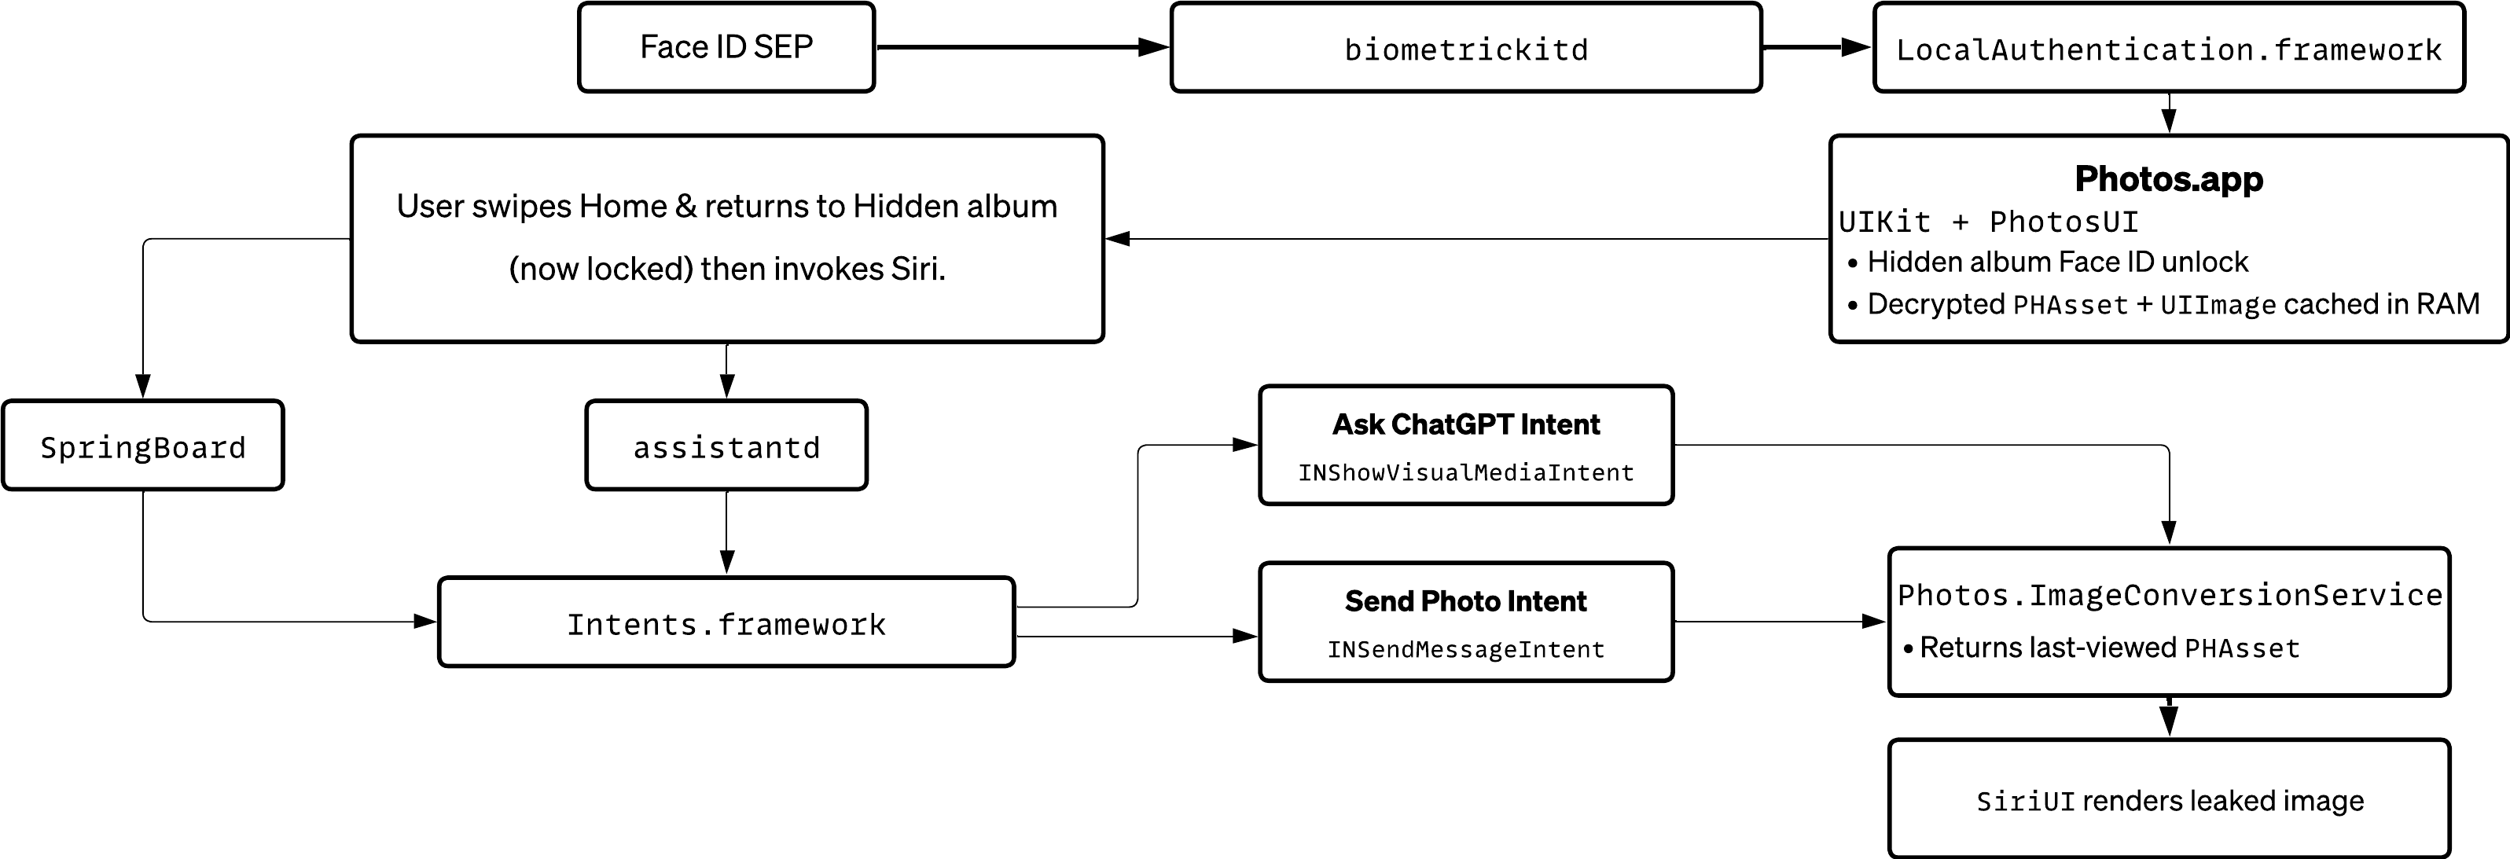 Face ID SEP
biometrickitd
LocalAuthentication.framework
User swipes Home & returns to Hidden album
(now locked) then invokes Siri.
Photos.app
UIKit + PhotosUI
• Hidden album Face ID unlock
• Decrypted PHAsset + UIImage cached in RAM
SpringBoard
assistantd
Ask ChatGPT Intent
INShowVisualMediaIntent
Intents.framework
Send Photo Intent
INSendMessageIntent
Photos.ImageConversionService
• Returns last-viewed PHAsset
SiriUI renders leaked image